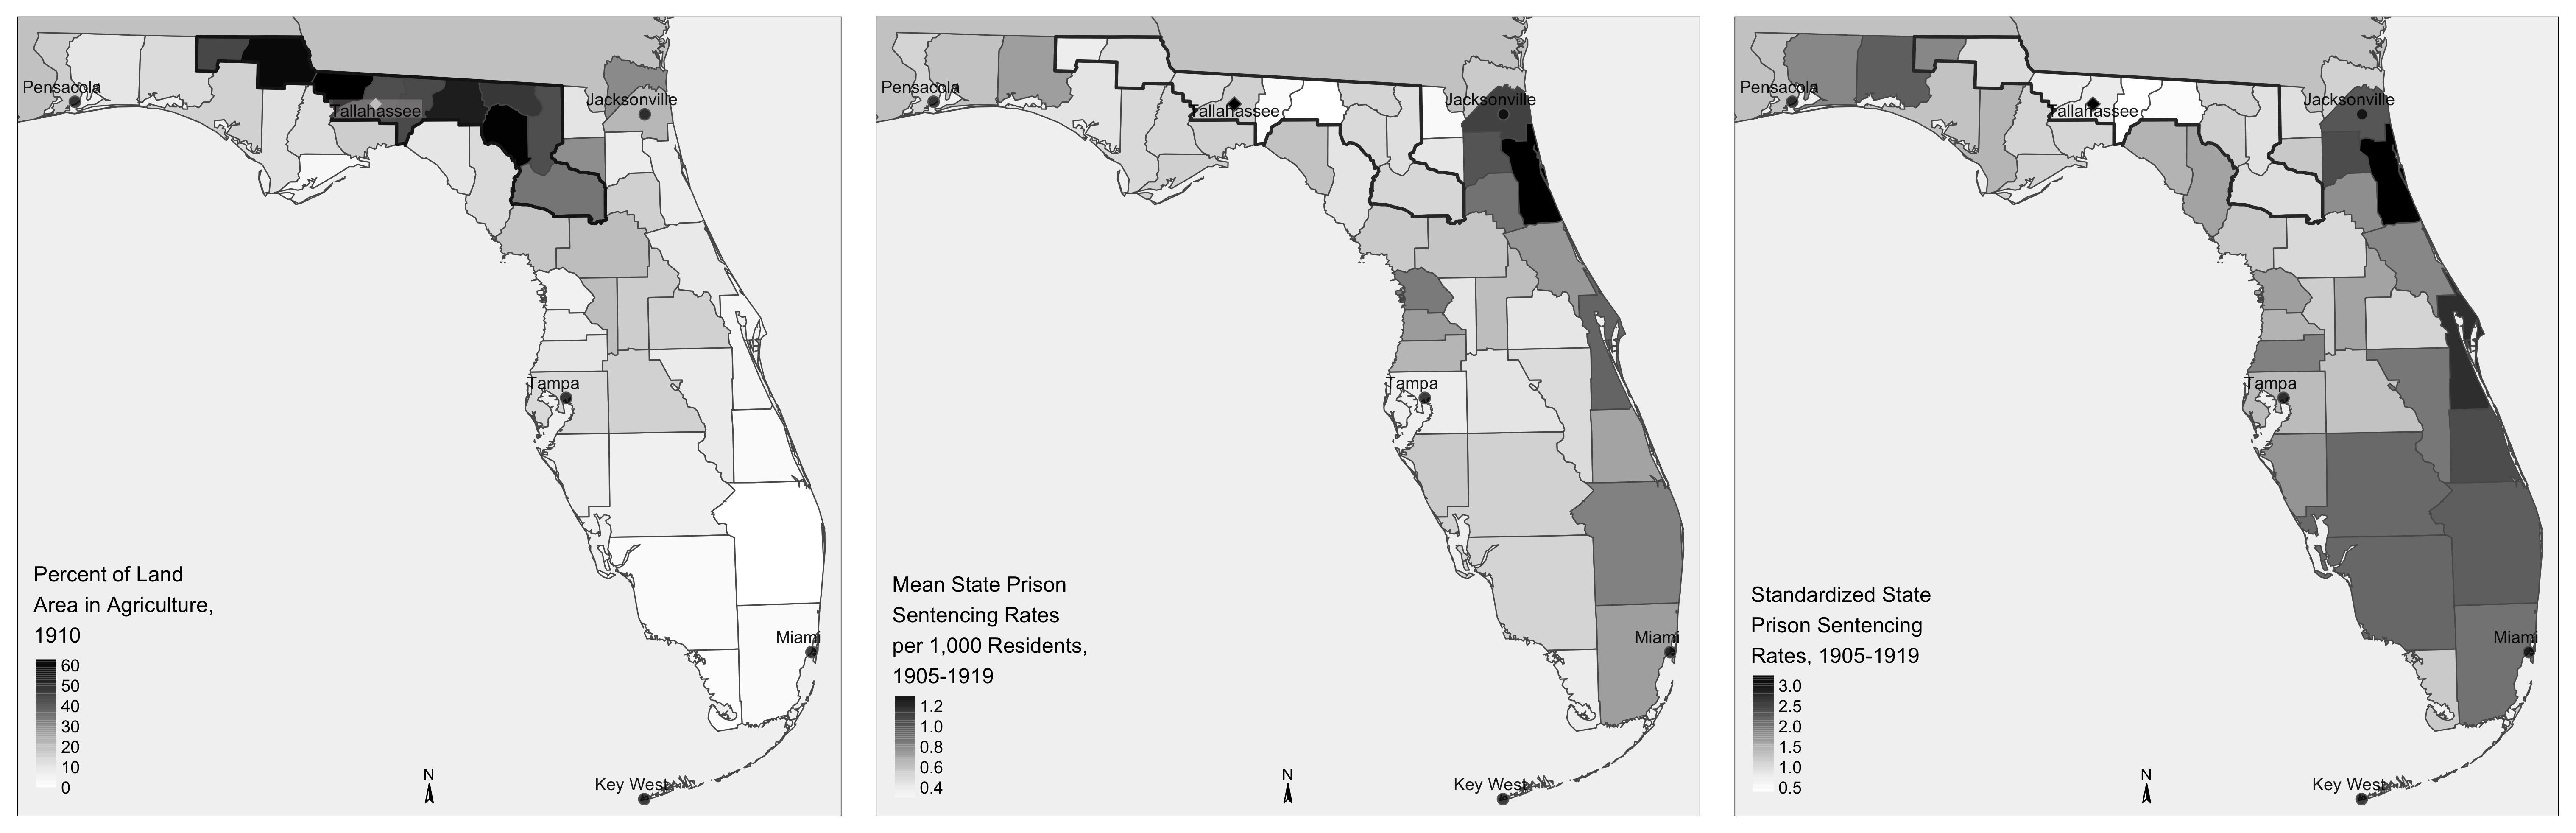 Pensacola
Tallahassee
Jacksonville
Tampa
Miami
Key West
N
Percent of Land
Area in Agriculture,
1910
60
50
40
30
20
10
0
Pensacola
Tallahassee
Jacksonville
Tampa
Miami
Key West
N
Mean State Prison
Sentencing Rates
per 1,000 Residents,
1905-1919
1.2
1.0
0.8
0.6
0.4
Pensacola
Tallahassee
Jacksonville
Tampa
Miami
Key West
N
Standardized State
Prison Sentencing
Rates, 1905-1919
3.0
2.5
2.0
1.5
1.0
0.5